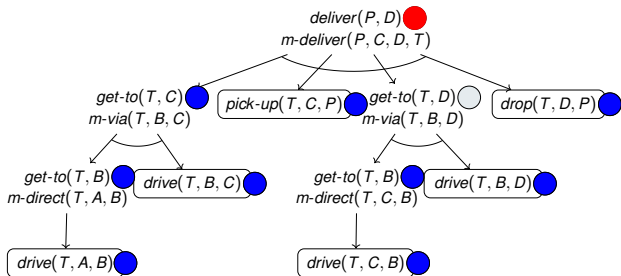 deliver(P, D)
m-deliver(P, C, D, T)
get-to(T, C)
m-via(T, B, C)
pick-up(T, C, P)
get-to(T, D)
m-via(T, B, D)
drop(T, D, P)
get-to(T, B)
m-direct(T, A, B)
drive(T, B, C)
get-to(T, B)
m-direct(T, C, B)
drive(T, B, D)
drive(T, A, B)
drive(T, C, B)